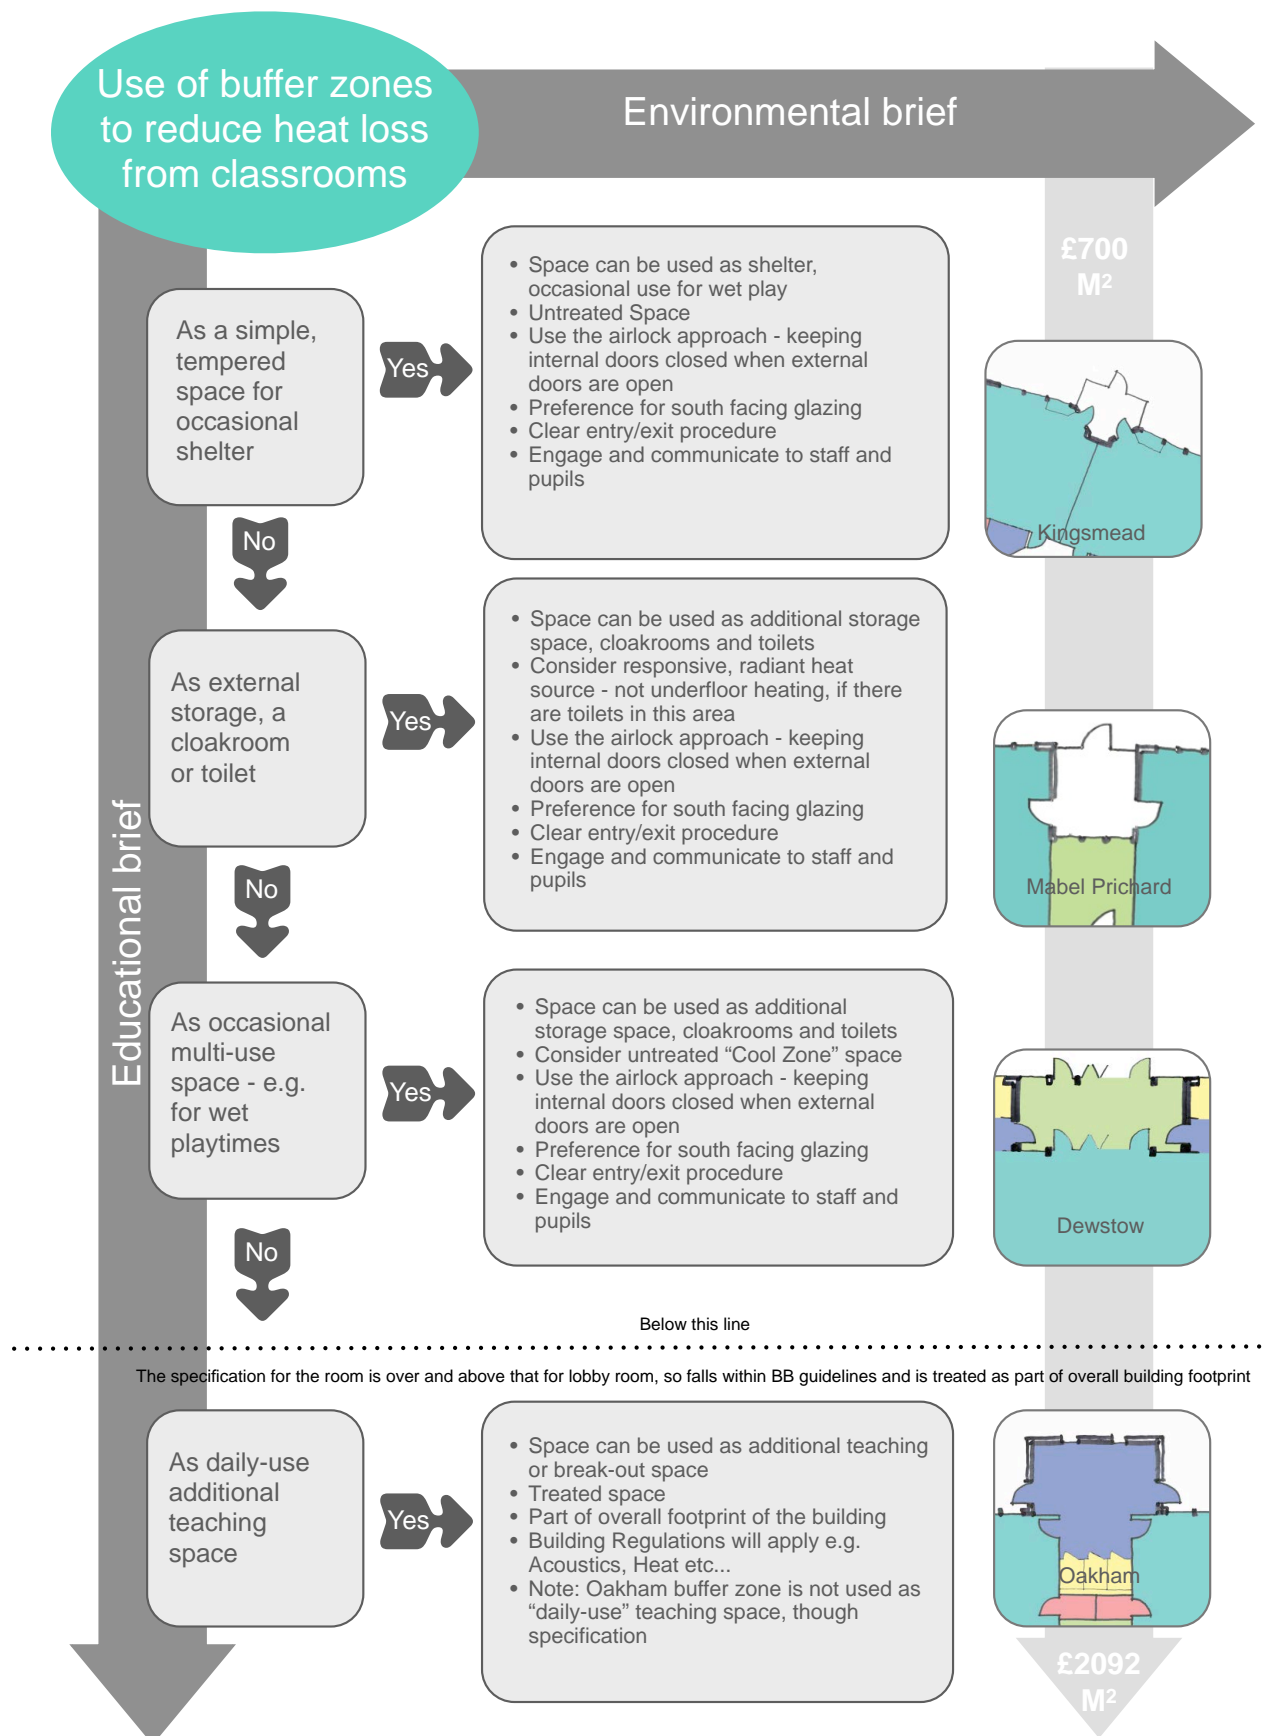 Use of buffer zones
to reduce heat loss
from classrooms
Environmental brief
Educational brief
£700
M²
As a simple,
tempered
space for
occasional
shelter
Yes
• Space can be used as shelter,
occasional use for wet play
• Untreated Space
• Use the airlock approach - keeping
internal doors closed when external
doors are open
• Preference for south facing glazing
• Clear entry/exit procedure
• Engage and communicate to staff and
pupils
Kingsmead
No
As external
storage, a
cloakroom
or toilet
Yes
• Space can be used as additional storage
space, cloakrooms and toilets
• Consider responsive, radiant heat
source - not underfloor heating, if there
are toilets in this area
• Use the airlock approach - keeping
internal doors closed when external
doors are open
• Preference for south facing glazing
• Clear entry/exit procedure
• Engage and communicate to staff and
pupils
Mabel Prichard
No
As occasional
multi-use
space - e.g.
for wet
playtimes
Yes
• Space can be used as additional
storage space, cloakrooms and toilets
• Consider untreated “Cool Zone” space
• Use the airlock approach - keeping
internal doors closed when external
doors are open
• Preference for south facing glazing
• Clear entry/exit procedure
• Engage and communicate to staff and
pupils
Dewstow
No
Below this line
The specification for the room is over and above that for lobby room, so falls within BB guidelines and is treated as part of overall building footprint
As daily-use
additional
teaching
space
Yes
• Space can be used as additional teaching
or break-out space
• Treated space
• Part of overall footprint of the building
• Building Regulations will apply e.g.
Acoustics, Heat etc...
• Note: Oakham buffer zone is not used as
“daily-use” teaching space, though
specification
Oakham
£2092
M²